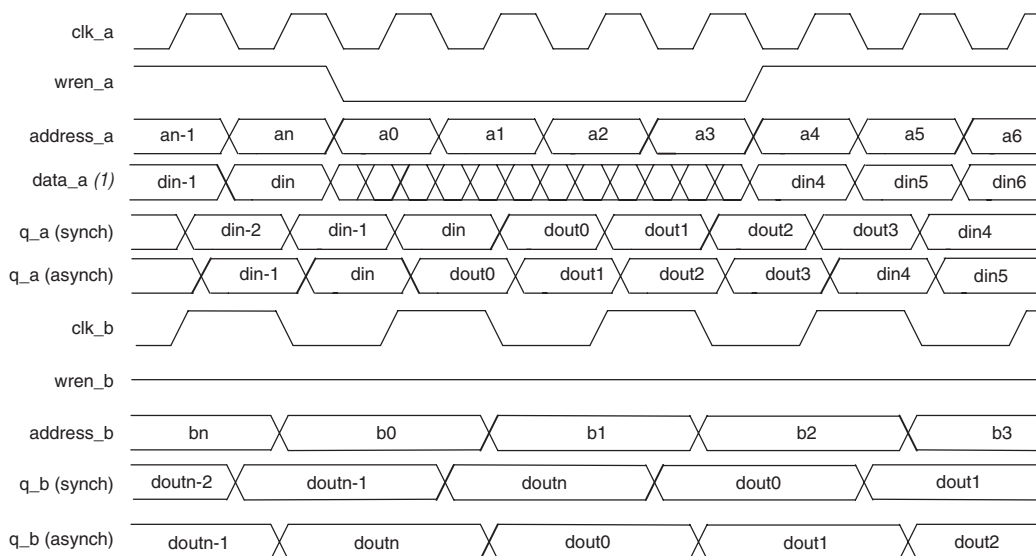 clk_a
wren_a
address_a an-1 an a0 a1 a2 a3 a4 a5 a6
data_a (1) din-1 din din4 din5 din6
q_a (synch) din-2 din-1 din dout0 dout1 dout2 dout3 din4
q_a (asynch) din-1 din dout0 dout1 dout2 dout3 din4 din5
clk_b
wren_b
address_b bn b0 b1 b2 b3
q_b (synch) doutn-2 doutn-1 doutn dout0 dout1
q_b (asynch) doutn-1 doutn dout0 dout1 dout2